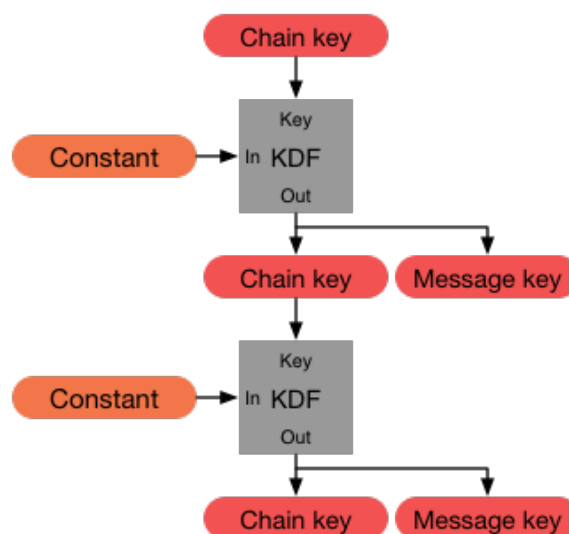 Chain key
Key
Constant
In KDF
Out
Chain key Message key
Key
Constant
In KDF
Out
Chain key Message key